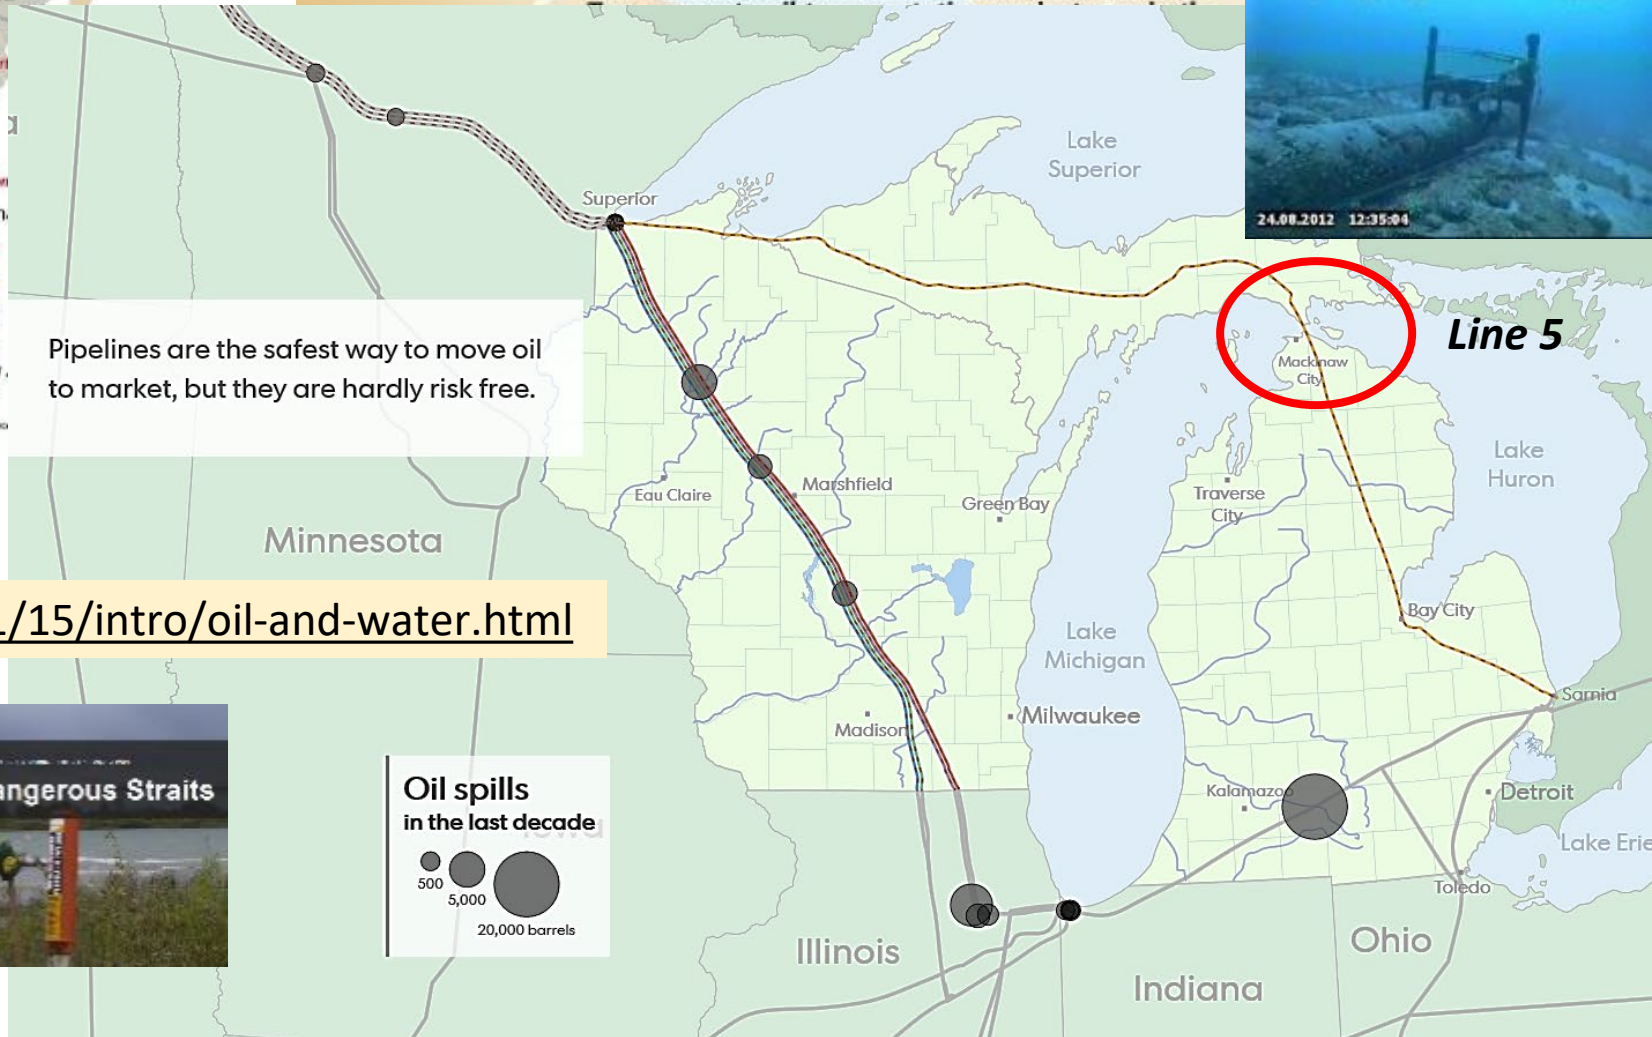 24.08.2012 12:35:04
Lake
Superior
Superior
Line 5
Mackinaw
City
Pipelines are the safest way to move oil
to market, but they are hardly risk free.
Lake
Huron
Eau Claire
Marshfield
Green Bay
Traverse
City
Minnesota
/15/intro/oil-and-water.html
Bay City
Lake
Michigan
Sarnia
Madison
Milwaukee
angerous Straits
Oil spills
in the last decade
Iowa
500
5,000
20,000 barrels
Kalamazoo
Detroit
Lake Erie
Toledo
Illinois
Ohio
Indiana